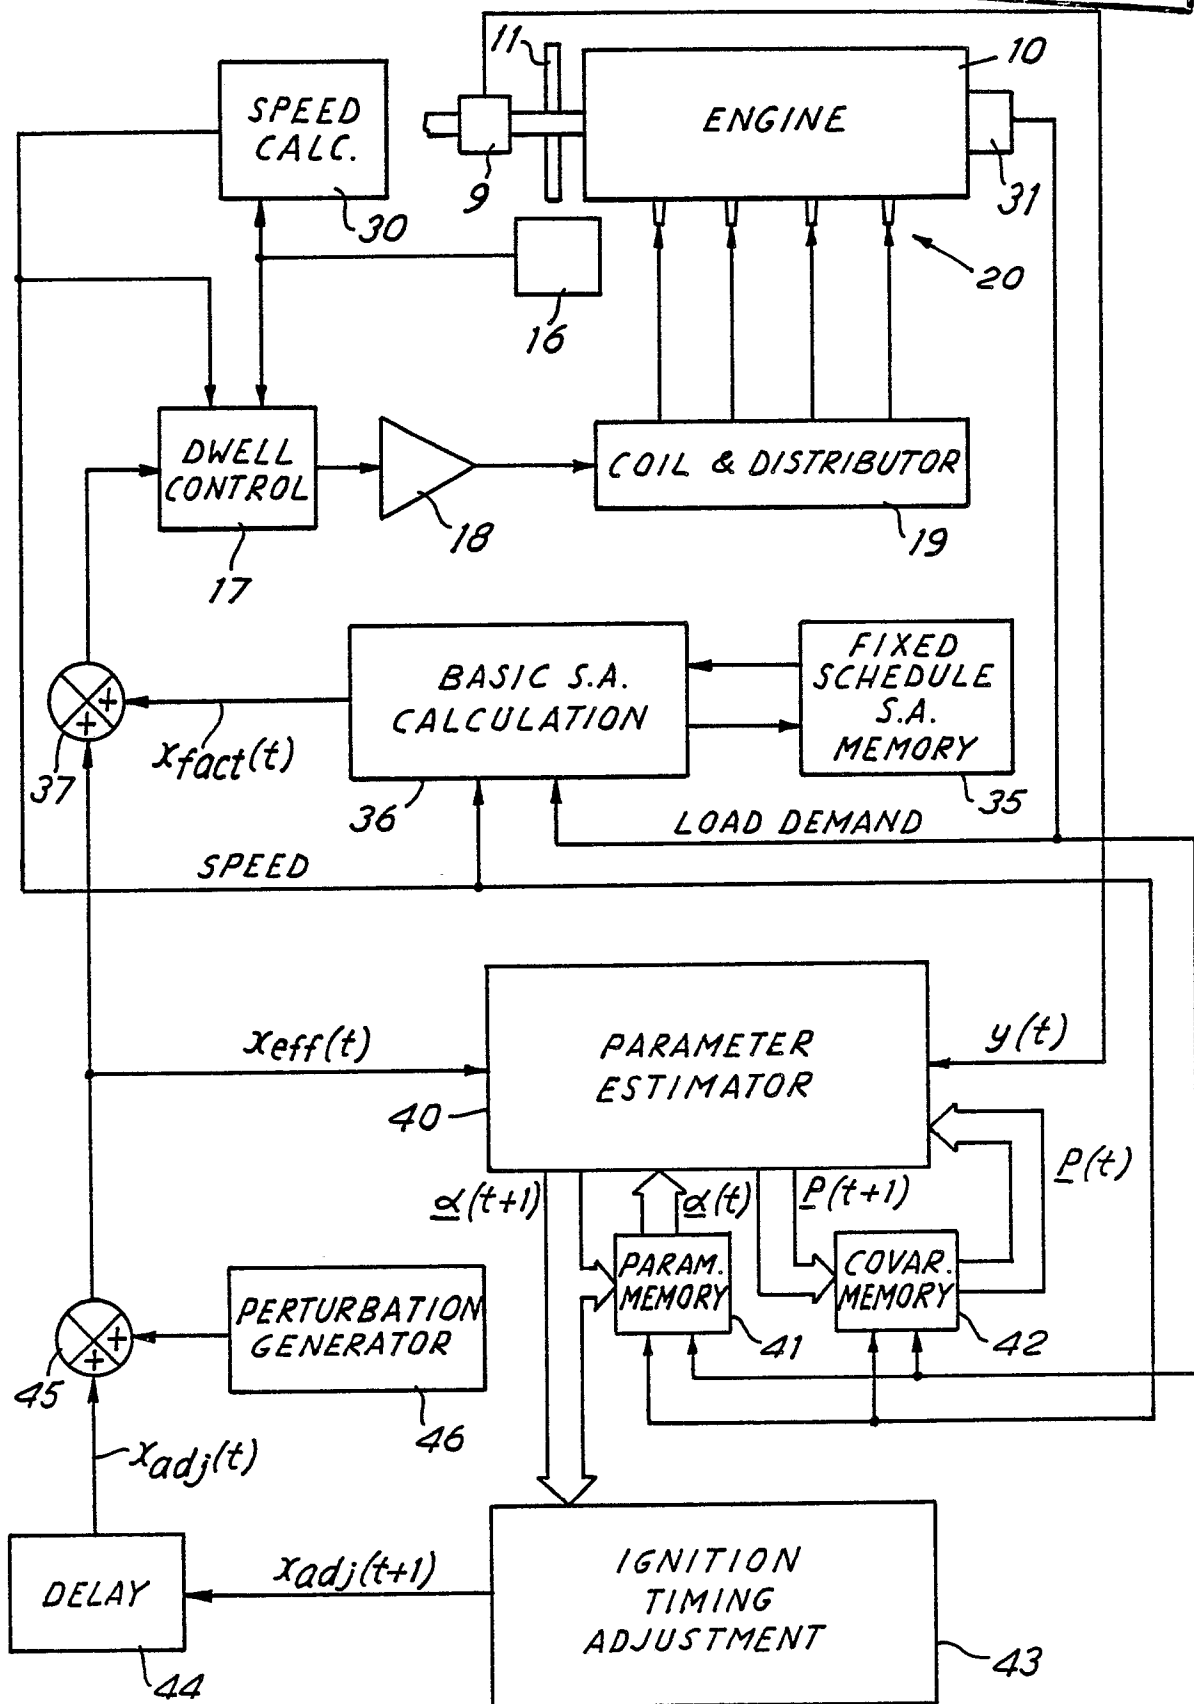 11
10
SPEED
CALC.
ENGINE
9
31
30
20
16
DWELL
CONTROL
COIL & DISTRIBUTOR
18
19
17
FIXED
SCHEDULE
S.A.
MEMORY
BASIC S.A.
CALCULATION
+
+
37
xfact(t)
36
35
LOAD DEMAND
SPEED
xeff(t)
PARAMETER
ESTIMATOR
y(t)
40
α(t+1)
α(t)
P(t+1)
P(t)
PARAM.
MEMORY
COVAR.
MEMORY
41
42
PERTURBATION
GENERATOR
+
+
45
46
xadj(t)
IGNITION
TIMING
ADJUSTMENT
xadj(t+1)
DELAY
44
43